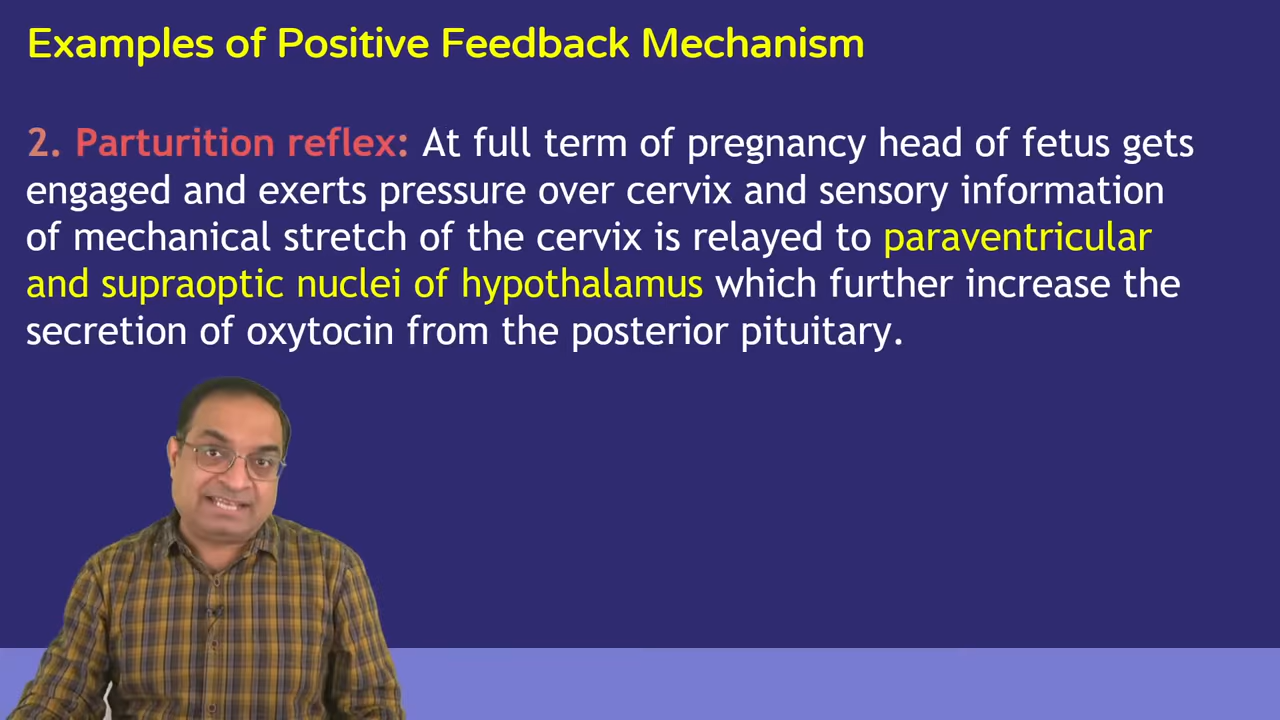 Examples of Positive Feedback Mechanism
2. Parturition reflex: At full term of pregnancy head of fetus gets
engaged and exerts pressure over cervix and sensory information
of mechanical stretch of the cervix is relayed to paraventricular
and supraoptic nuclei of hypothalamus which further increase the
secretion of oxytocin from the posterior pituitary.